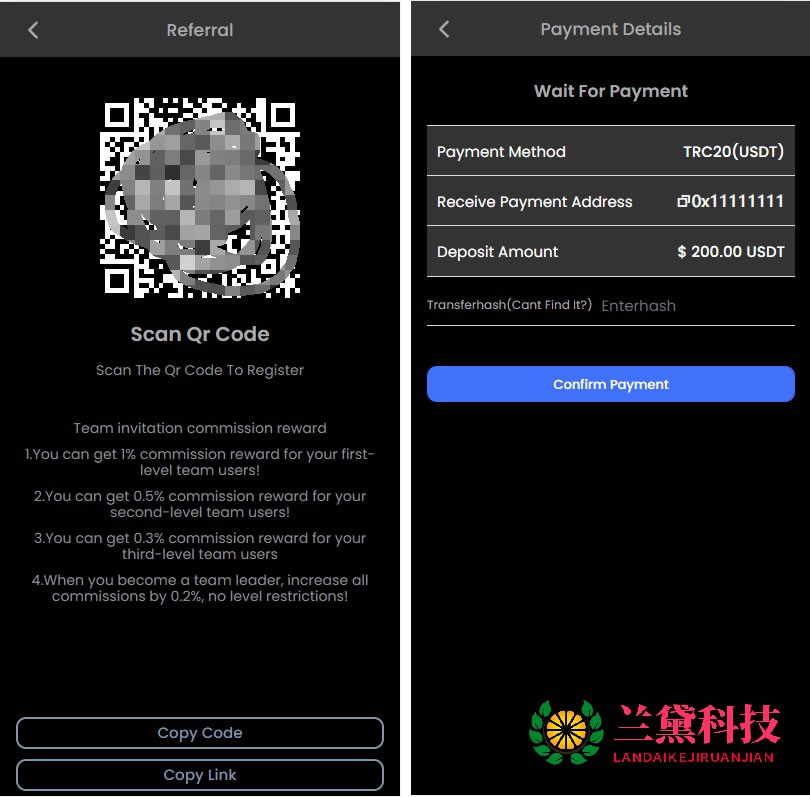 Referral
Scan Qr Code
Scan The Qr Code To Register
Team invitation commission reward
1.You can get 1% commission reward for your first-
level team users!
2.You can get 0.5% commission reward for your
second-level team users!
3.You can get 0.3% commission reward for your
third-level team users
4.When you become a team leader, increase all
commissions by 0.2%, no level restrictions!
Copy Code
Copy Link
Payment Details
Wait For Payment
Payment Method TRC20(USDT)
Receive Payment Address 0x11111111
Deposit Amount $ 200.00 USDT
Transferhash(Cant Find It?) Enterhash
Confirm Payment
兰黛科技
LANDAIKEJIRUANJIAN